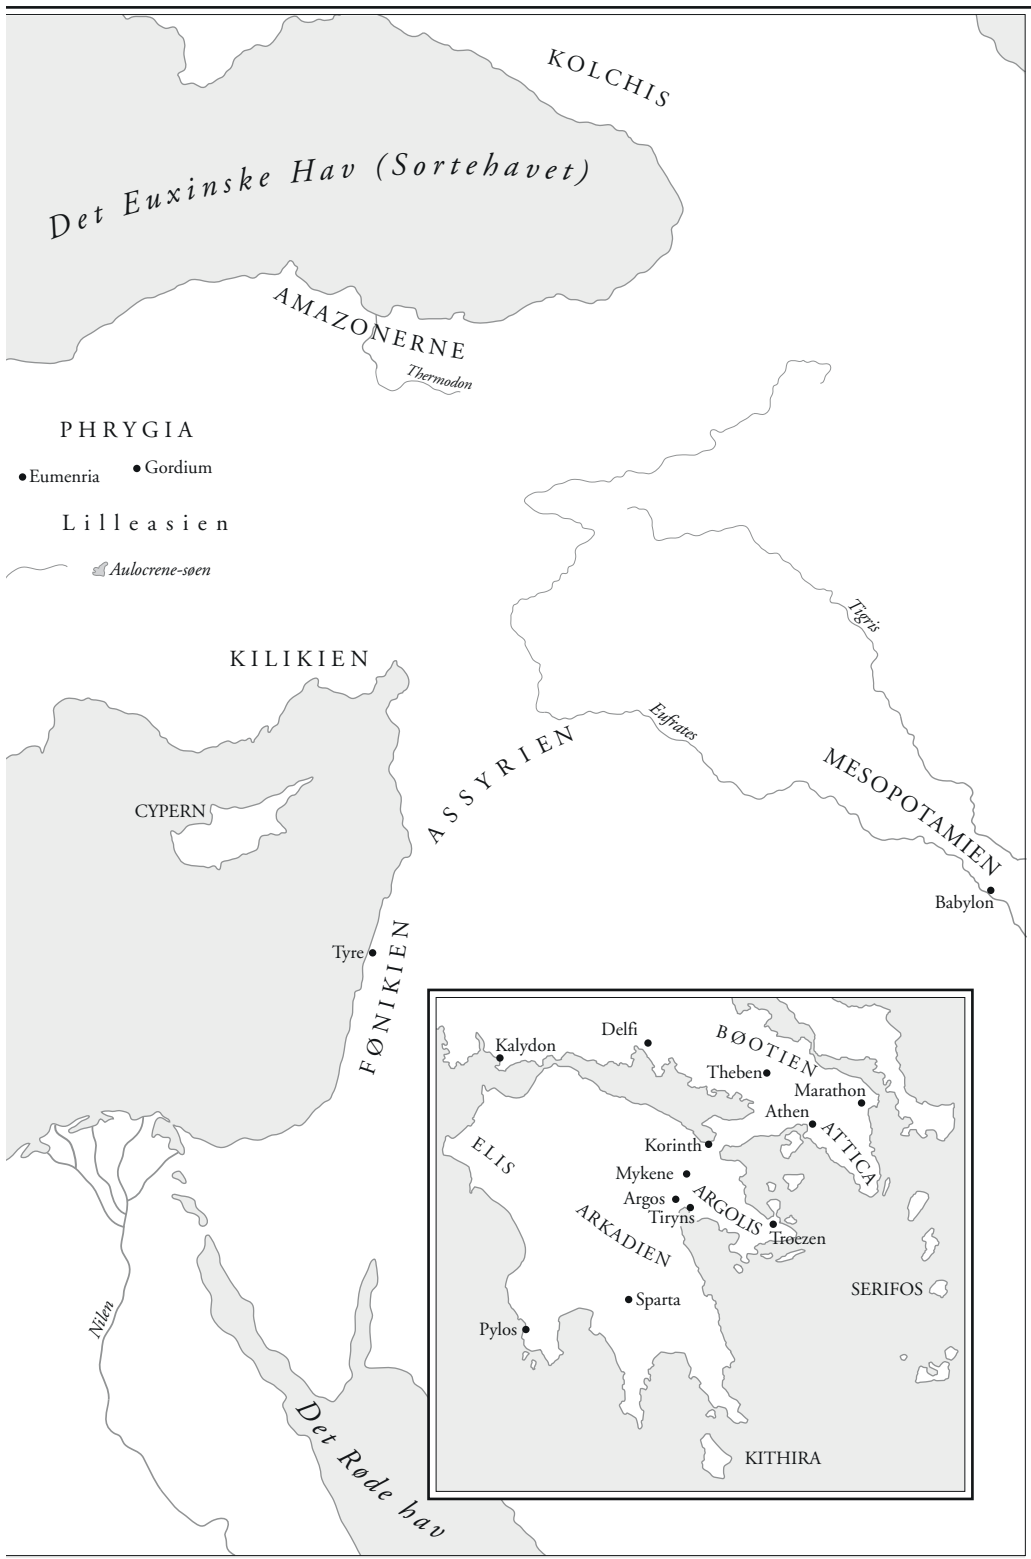 KOLCHIS
Det Euxinske Hav (Sortehavet)
AMAZONERNE
Thermodon
PHRYGIA
Eumenria
Gordium
Lilleasien
Aulocrene-søen
Tigris
KILIKIEN
Eufrates
ASSYRIEN
MESOPOTAMIEN
CYPERN
Babylon
Tyre
FØNIKIEN
Nilen
Det Røde hav
Delfi
BØOTIEN
Kalydon
Theben
Marathon
Athen
ATTICA
Korinth
ELIS
Mykene
Argos
ARGOLIS
Tiryns
ARKADIEN
Troezen
SERIFOS
Sparta
Pylos
KITHIRA